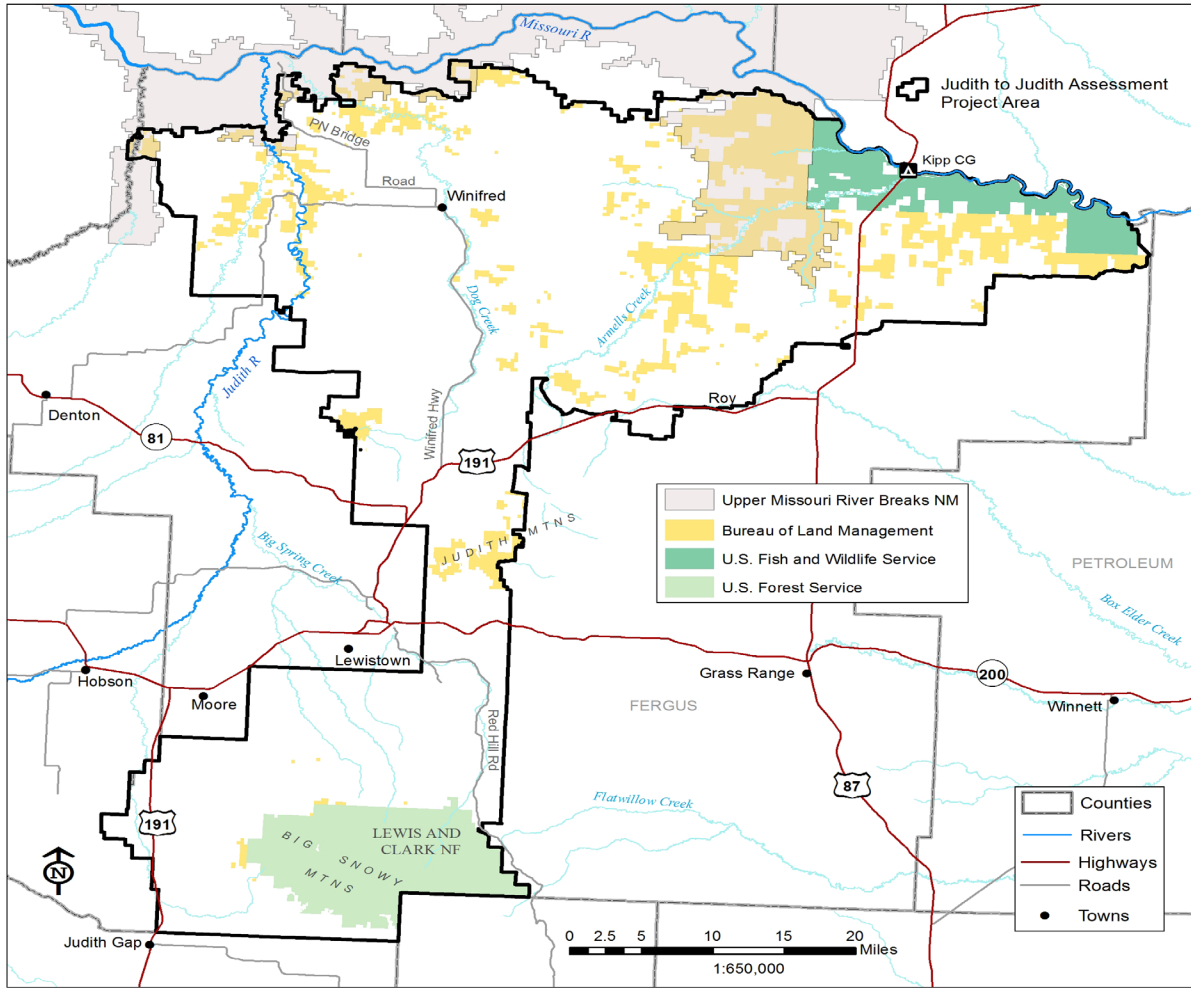 Missouri R
Judith to Judith Assessment
Project Area
PN Bridge
Road
Kipp CG
Winifred
Dog Creek
Armells Creek
Judith R
Denton
81
Winifred Hwy
Roy
191
Upper Missouri River Breaks NM
Bureau of Land Management
U.S. Fish and Wildlife Service
U.S. Forest Service
JUDITH MTNS
Big Spring Creek
PETROLEUM
Box Elder Creek
Lewistown
Hobson
Moore
Grass Range
200
Winnett
FERGUS
Red Hill Rd
Flatwillow Creek
87
191
LEWIS AND
CLARK NF
BIG SNOWY
MTNS
Counties
Rivers
Highways
Roads
Towns
N
Judith Gap
0 2.5 5 10 15 20
Miles
1:650,000